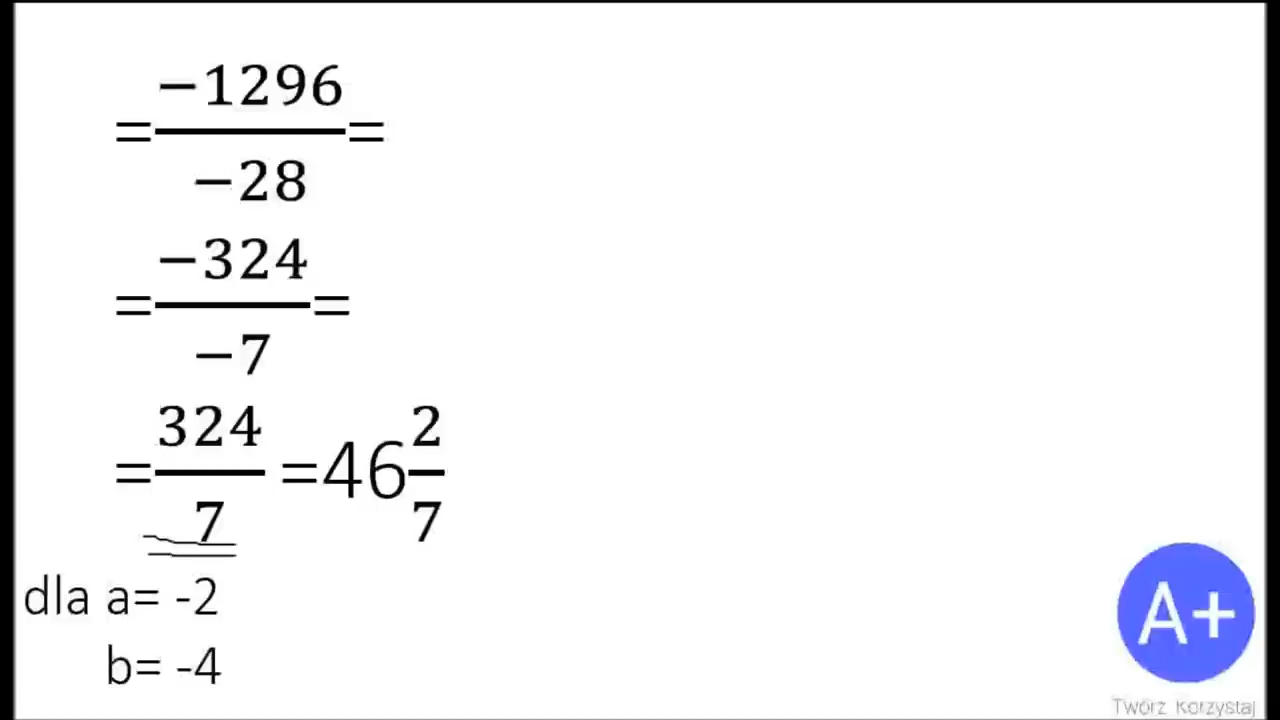 =−1296/−28=
=−324/−7=
=324/7 =46 2/7
dla a= -2
b= -4
A+
Twórz Korzystaj